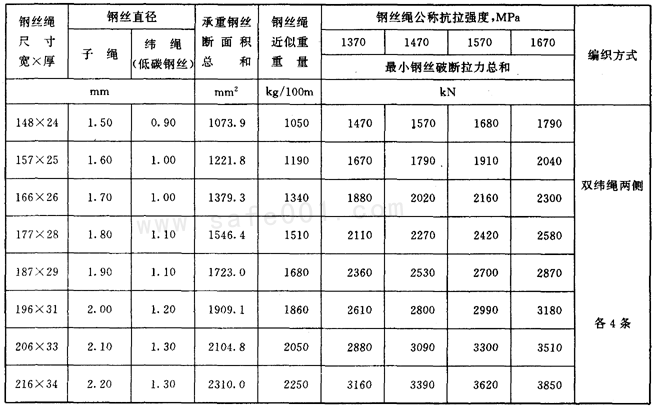 钢丝绳尺寸宽×厚 钢丝直径 承重钢丝断面积总和 钢丝绳近似重重量 钢丝绳公称抗拉强度,MPa 编织方式
子绳 纬绳(低碳钢丝) 1370 1470 1570 1670
最小钢丝破断拉力总和
mm mm² kg/100m kN
148×24 1.50 0.90 1073.9 1050 1470 1570 1680 1790
157×25 1.60 1.00 1221.8 1190 1670 1790 1910 2040
166×26 1.70 1.00 1379.3 1340 1880 2020 2160 2300 双纬绳两侧
www.safe001.com
177×28 1.80 1.10 1546.4 1510 2110 2270 2420 2580
187×29 1.90 1.10 1723.0 1680 2360 2530 2700 2870
196×31 2.00 1.20 1909.1 1860 2610 2800 2990 3180 各4条
206×33 2.10 1.30 2104.8 2050 2880 3090 3300 3510
216×34 2.20 1.30 2310.0 2250 3160 3390 3620 3850